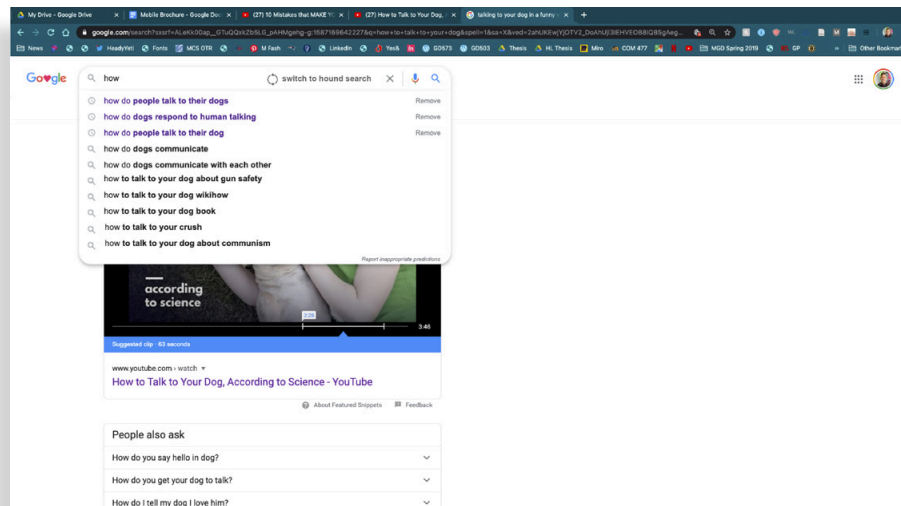 My Drive - Google Drive
Mobile Brochure - Google Doc
(27) 10 Mistakes that MAKE Y
(27) How to Talk to Your Dog,
talking to your dog in a funny
News
HeadyYeti
Fonts
MCS OTR
M Fash
LinkedIn
Yes&
GD573
GD503
Thesis
HL Thesis
Miro
COM 477
MGD Spring 2019
GP
Other Bookmar
Google
how
switch to hound search
how do people talk to their dogs
Remove
how do dogs respond to human talking
Remove
how do people talk to their dog
Remove
how do dogs communicate
how do dogs communicate with each other
how to talk to your dog about gun safety
how to talk to your dog wikihow
how to talk to your dog book
how to talk to your crush
how to talk to your dog about communism
Report inappropriate predictions
according
to science
3:46
Suggested clip · 63 seconds
www.youtube.com › watch
How to Talk to Your Dog, According to Science - YouTube
About Featured Snippets
Feedback
People also ask
How do you say hello in dog?
How do you get your dog to talk?
How do I tell my dog I love him?